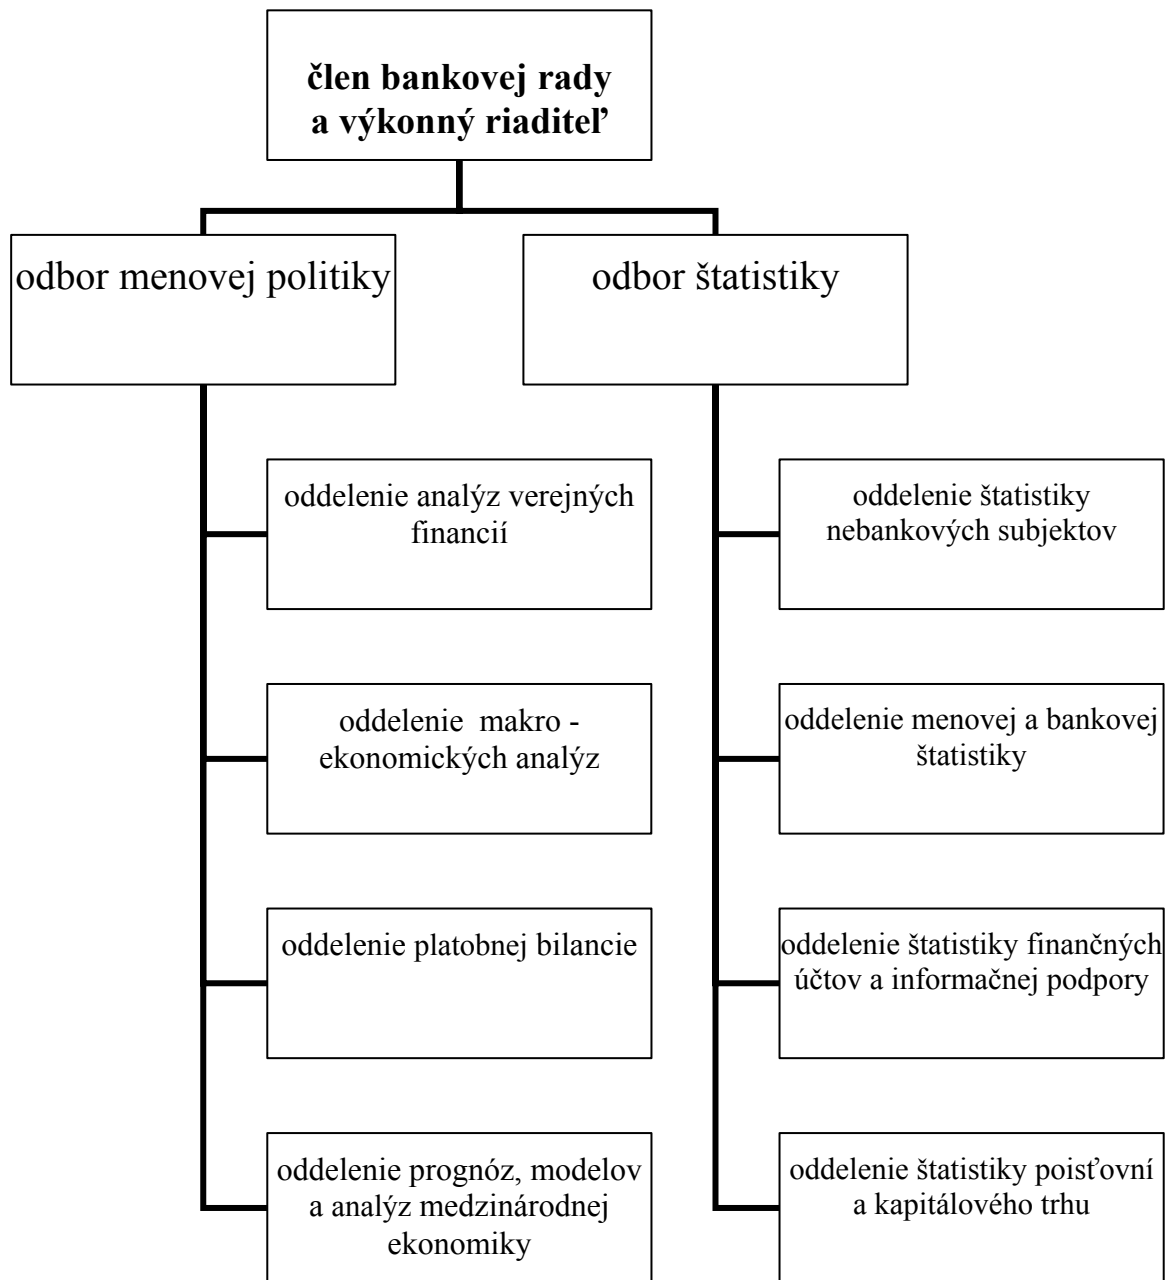 člen bankovej rady
a výkonný riaditeľ
odbor menovej politiky
odbor štatistiky
oddelenie analýz verejných
financií
oddelenie štatistiky
nebankových subjektov
oddelenie makro -
ekonomických analýz
oddelenie menovej a bankovej
štatistiky
oddelenie platobnej bilancie
oddelenie štatistiky finančných
účtov a informačnej podpory
oddelenie prognóz, modelov
a analýz medzinárodnej
ekonomiky
oddelenie štatistiky poisťovní
a kapitálového trhu